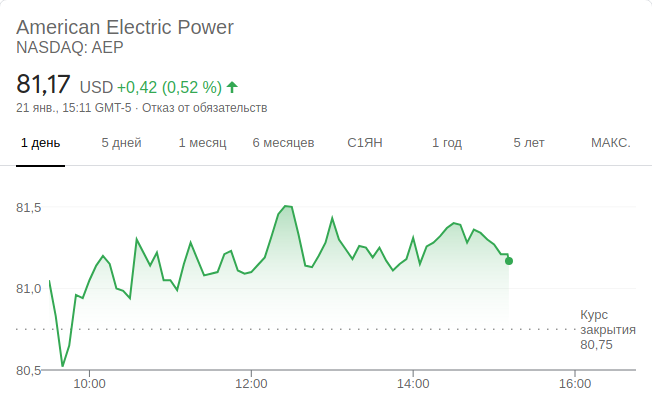 American Electric Power
NASDAQ: AEP
81,17 USD +0,42 (0,52 %)
21 янв., 15:11 GMT-5 · Отказ от обязательств
1 день 5 дней 1 месяц 6 месяцев С1ЯН 1 год 5 лет МАКС.
81,5
81,0
Курс
закрытия
80,75
80,5
10:00 12:00 14:00 16:00